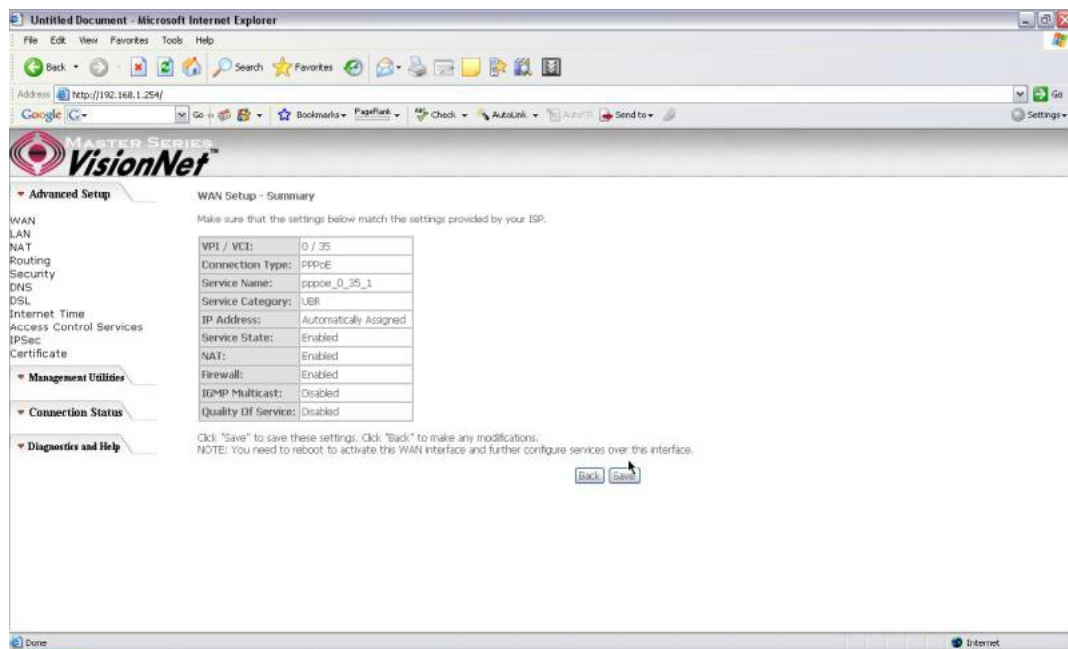 Untitled Document - Microsoft Internet Explorer
File Edit View Favorites Tools Help
Back Search Favorites
Address http://192.168.1.254/ Go
Google G Go Bookmarks PageRank Check AutoLink AutoFill Send to Settings
MASTER SERIES
VisionNet™
Advanced Setup
WAN
LAN
NAT
Routing
Security
DNS
DSL
Internet Time
Access Control Services
IPSec
Certificate
Management Utilities
Connection Status
Diagnostics and Help
WAN Setup - Summary
Make sure that the settings below match the settings provided by your ISP.
VPI / VCI: 0 / 35
Connection Type: PPPoE
Service Name: pppoe_0_35_1
Service Category: UBR
IP Address: Automatically Assigned
Service State: Enabled
NAT: Enabled
Firewall: Enabled
IGMP Multicast: Disabled
Quality Of Service: Disabled
Click "Save" to save these settings. Click "Back" to make any modifications.
NOTE: You need to reboot to activate this WAN interface and further configure services over this interface.
Back Save
Done Internet